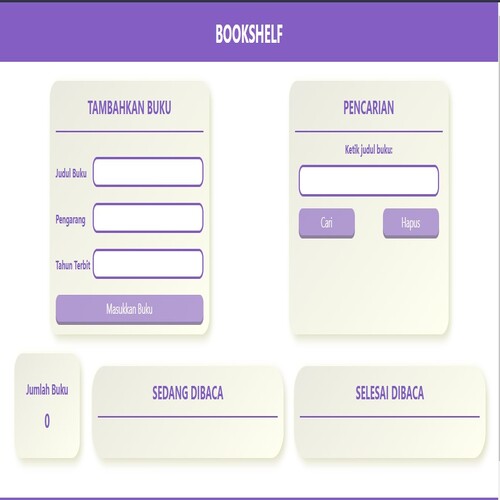 BOOKSHELF
TAMBAHKAN BUKU
Judul Buku
Pengarang
Tahun Terbit
Masukkan Buku
PENCARIAN
Ketik judul buku:
Cari
Hapus
Jumlah Buku
0
SEDANG DIBACA
SELESAI DIBACA